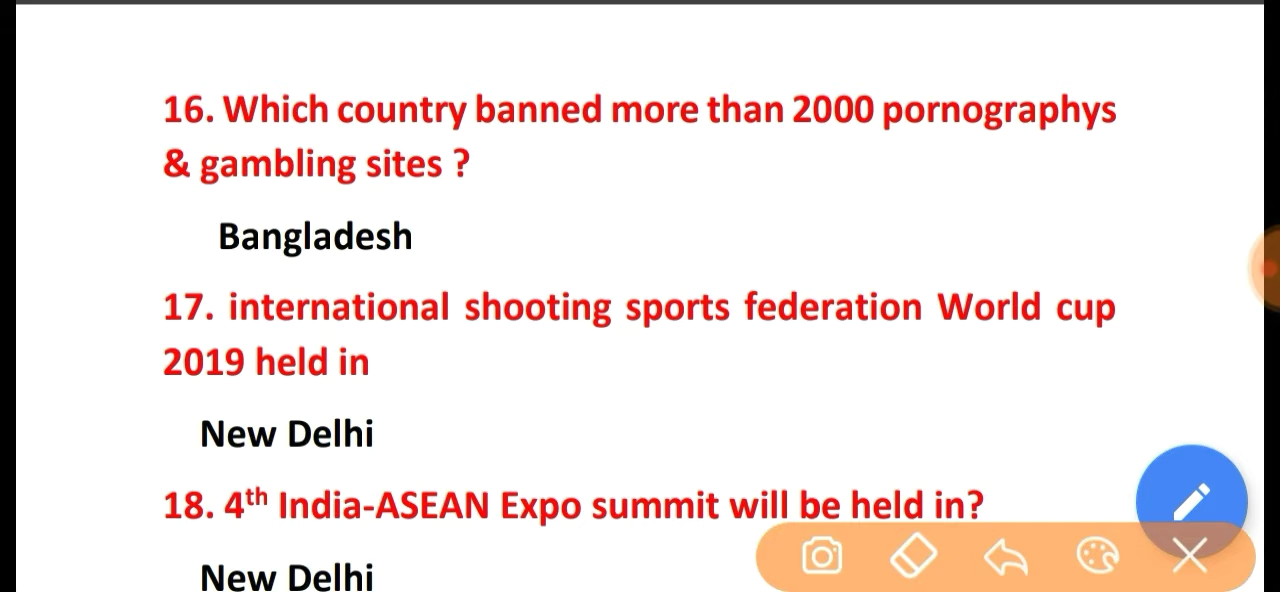 16. Which country banned more than 2000 pornographys
& gambling sites ?
Bangladesh
17. international shooting sports federation World cup
2019 held in
New Delhi
18. 4th India-ASEAN Expo summit will be held in?
New Delhi